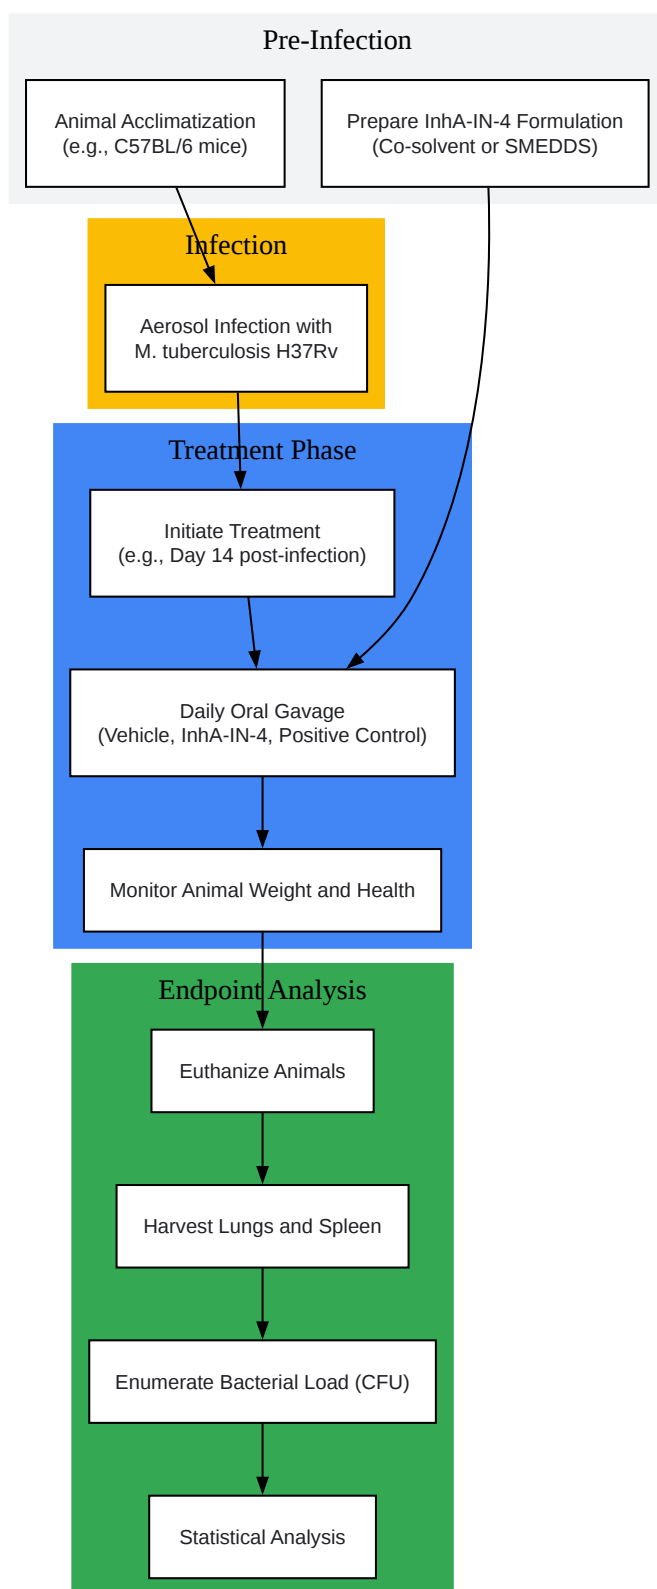 Pre-Infection
Animal Acclimatization
(e.g., C57BL/6 mice)
Prepare InhA-IN-4 Formulation
(Co-solvent or SMEDDS)
Infection
Aerosol Infection with
M. tuberculosis H37Rv
Treatment Phase
Initiate Treatment
(e.g., Day 14 post-infection)
Daily Oral Gavage
(Vehicle, InhA-IN-4, Positive Control)
Monitor Animal Weight and Health
Endpoint Analysis
Euthanize Animals
Harvest Lungs and Spleen
Enumerate Bacterial Load (CFU)
Statistical Analysis